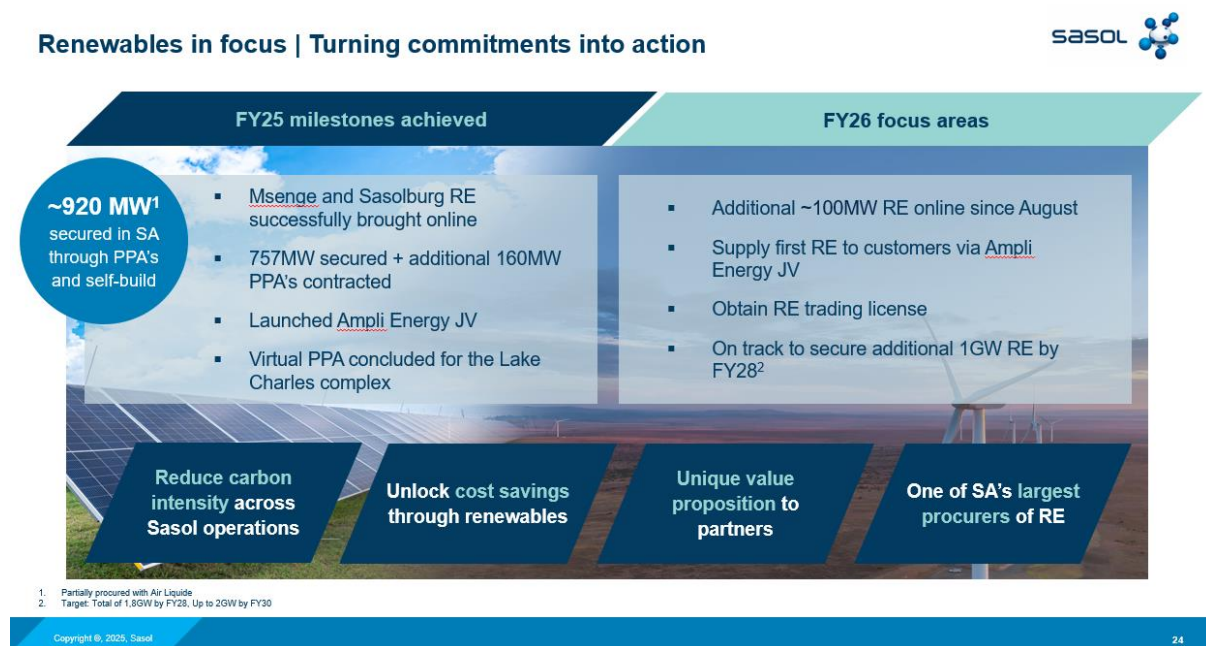 Renewables in focus | Turning commitments into action
sasol
FY25 milestones achieved
FY26 focus areas
~920 MW¹
secured in SA
through PPA's
and self-build
▪ Msenge and Sasolburg RE
successfully brought online
▪ 757MW secured + additional 160MW
PPA's contracted
▪ Launched Ampli Energy JV
▪ Virtual PPA concluded for the Lake
Charles complex
▪ Additional ~100MW RE online since August
▪ Supply first RE to customers via Ampli
Energy JV
▪ Obtain RE trading license
▪ On track to secure additional 1GW RE by
FY28²
Reduce carbon
intensity across
Sasol operations
Unlock cost savings
through renewables
Unique value
proposition to
partners
One of SA's largest
procurers of RE
1. Partially procured with Air Liquide
2. Target: Total of 1,8GW by FY28, Up to 2GW by FY30
Copyright ©, 2025, Sasol
24